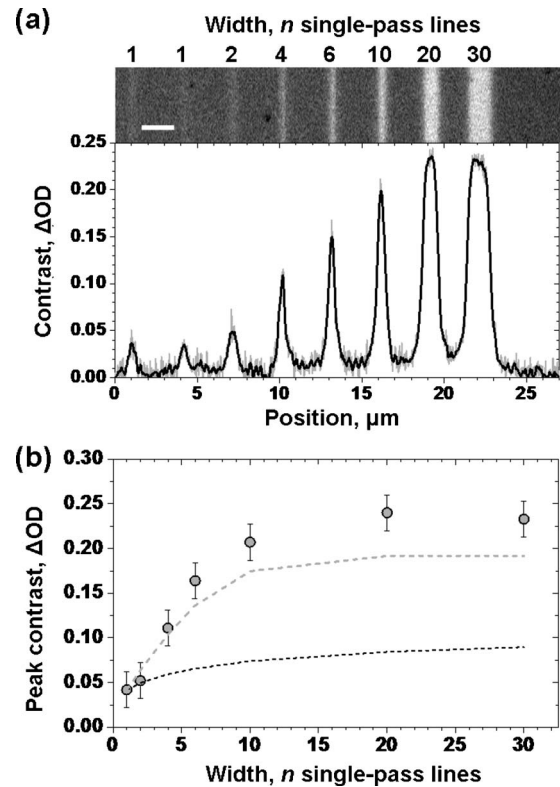 (a)
Width, n single-pass lines
1 1 2 4 6 10 20 30
0.25
0.20
0.15
0.10
0.05
0.00
Contrast, ΔOD
0 5 10 15 20 25
Position, µm
(b)
0.30
0.25
0.20
0.15
0.10
0.05
0.00
Peak contrast, ΔOD
0 5 10 15 20 25 30
Width, n single-pass lines